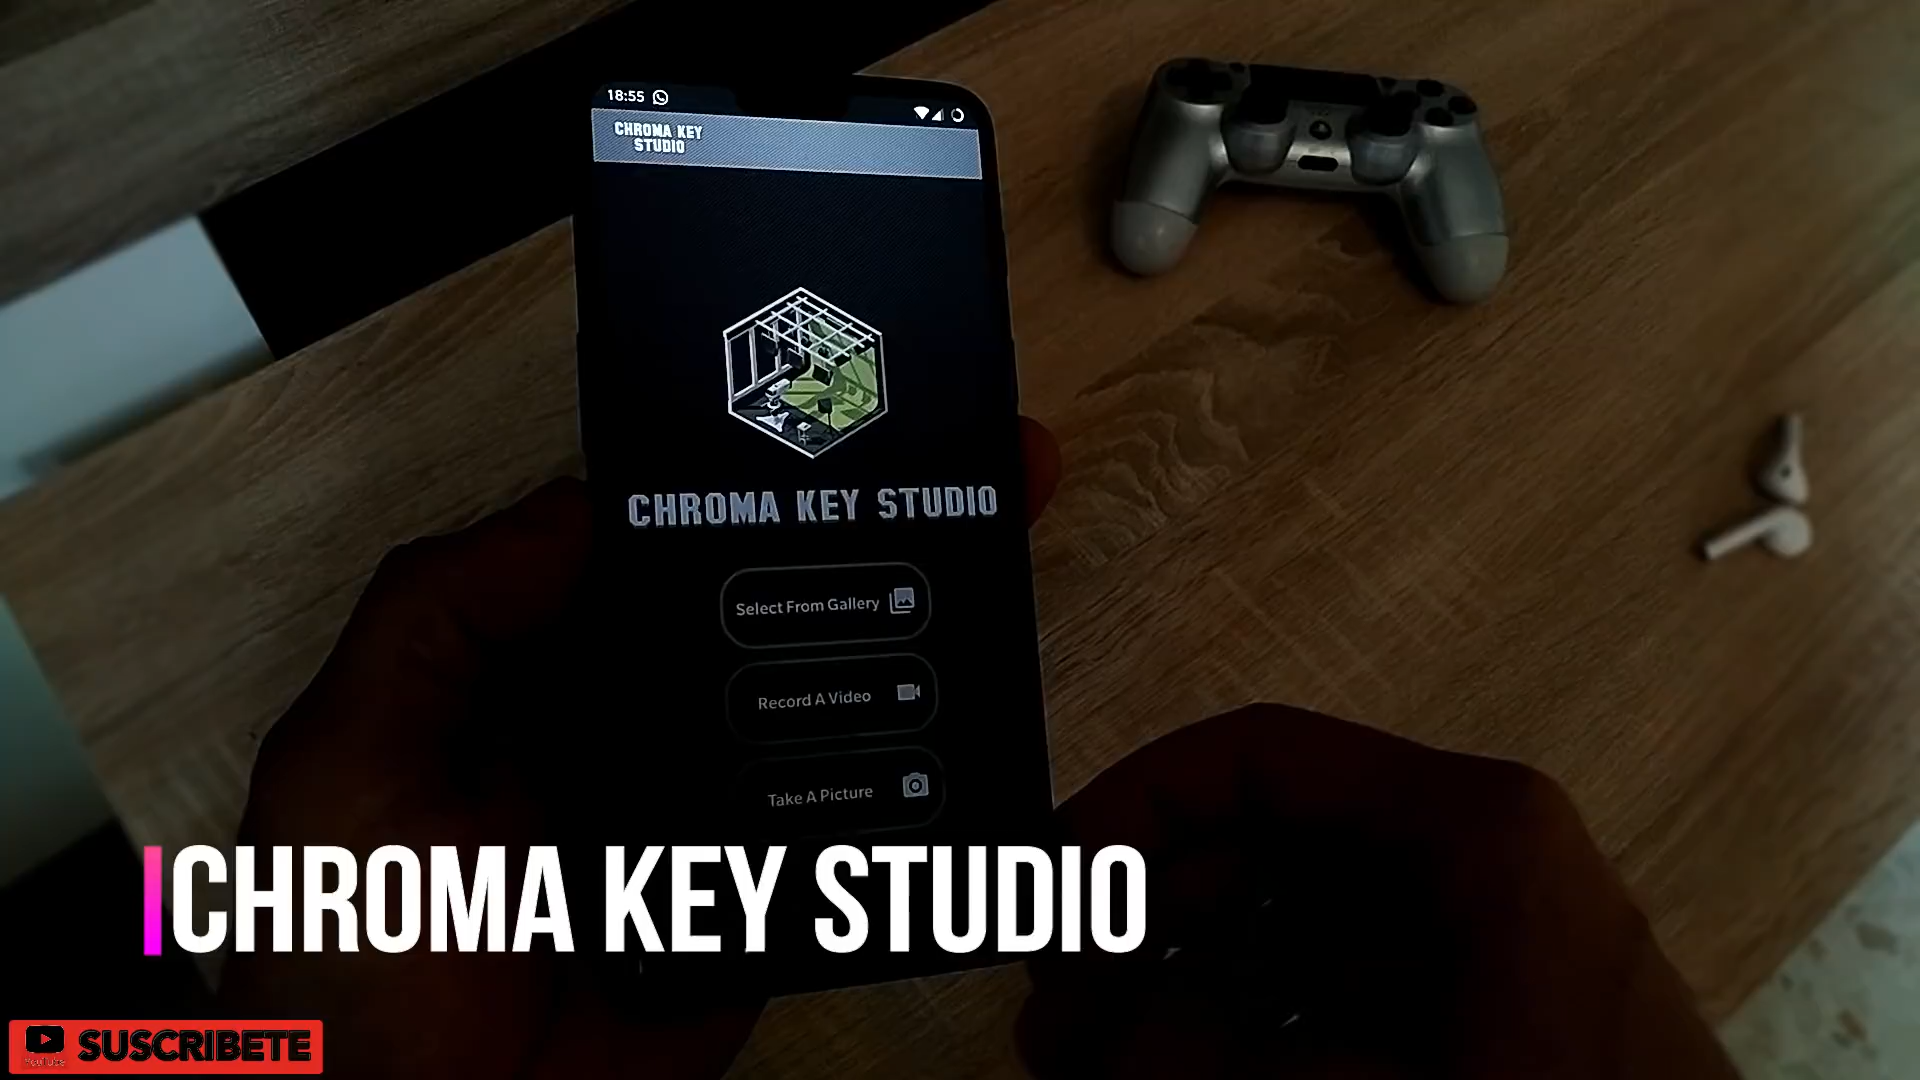 18:55
CHROMA KEY
STUDIO
CHROMA KEY STUDIO
Select From Gallery
Record A Video
Take A Picture
CHROMA KEY STUDIO
YouTube
SUSCRIBETE